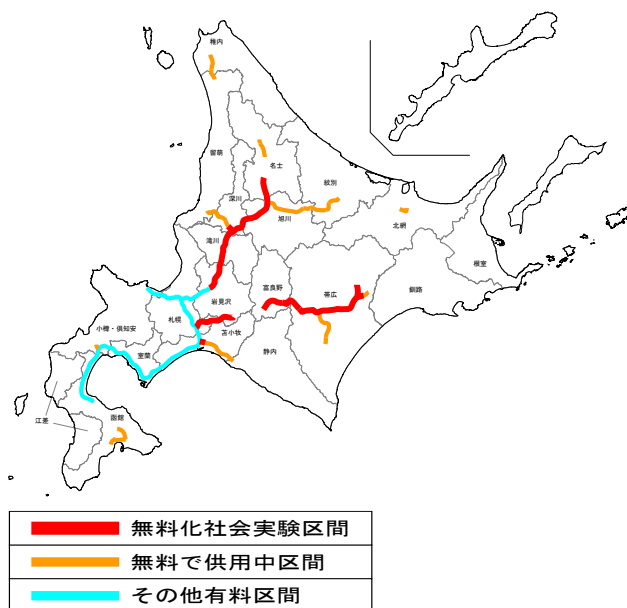 稚内
留萌
名士
紋別
深川
旭川
北網
滝川
根室
富良野
帯広
釧路
岩見沢
札幌
小樽・倶知安
苫小牧
室蘭
静内
江差
函館
無料化社会実験区間
無料で供用中区間
その他有料区間